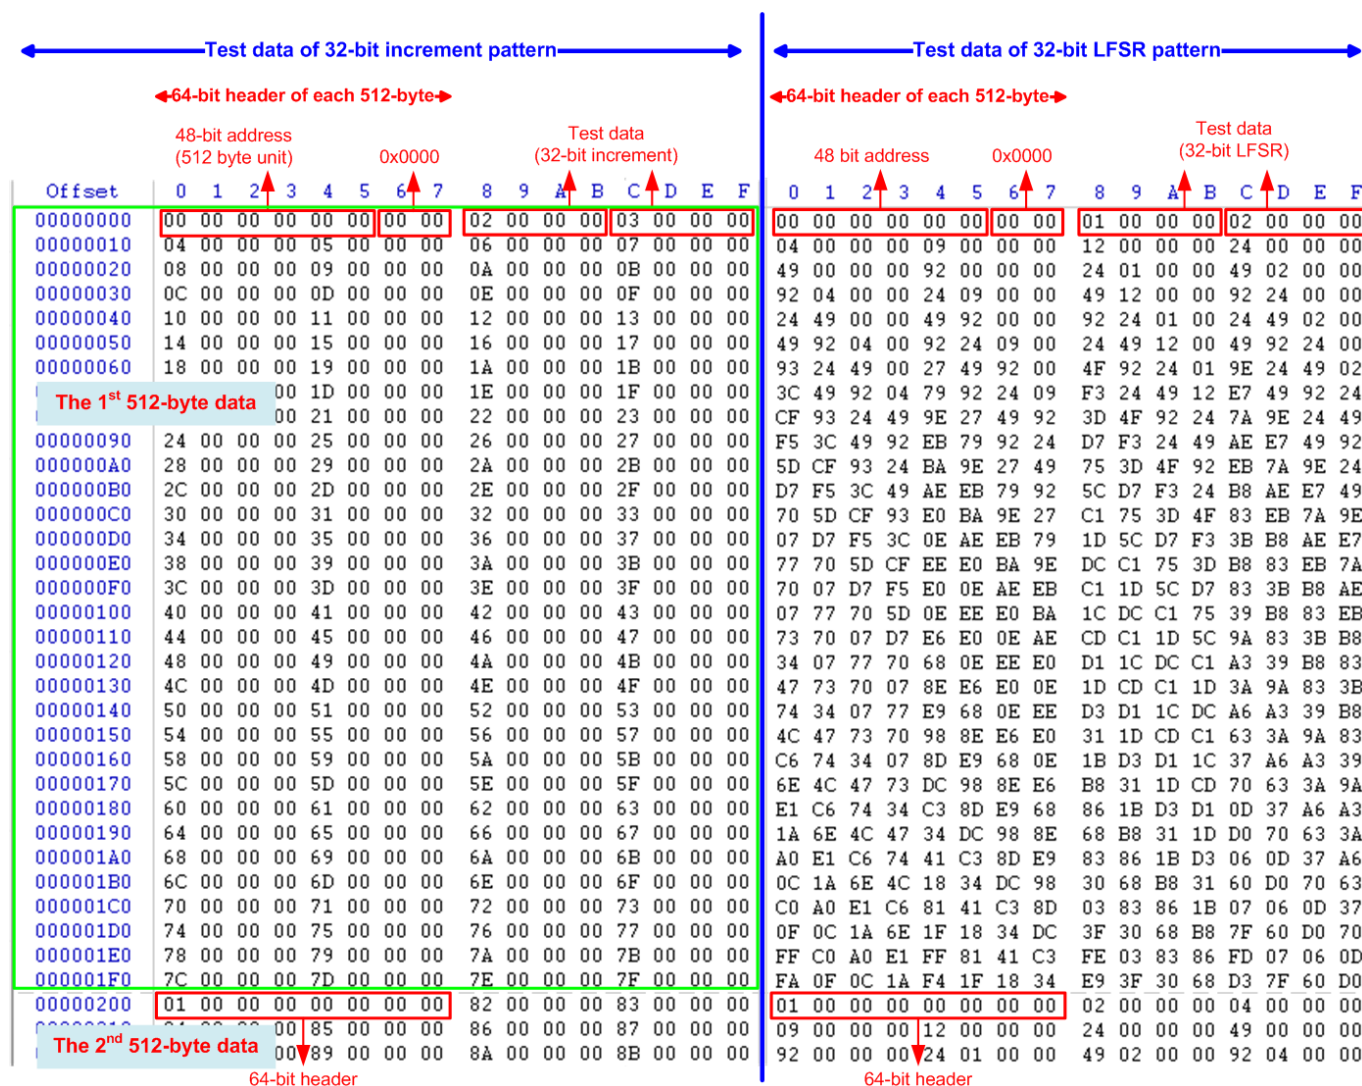 Test data of 32-bit increment pattern Test data of 32-bit LFSR pattern
64-bit header of each 512-byte 64-bit header of each 512-byte
48-bit address
(512 byte unit) 0x0000 Test data
(32-bit increment) 48 bit address 0x0000 Test data
(32-bit LFSR)
Offset 0 1 2 3 4 5 6 7 8 9 A B C D E F 0 1 2 3 4 5 6 7 8 9 A B C D E F
00000000 00 00 00 00 00 00 00 00 02 00 00 00 03 00 00 00 00 00 00 00 00 00 00 00 01 00 00 00 02 00 00 00
00000010 04 00 00 00 05 00 00 00 06 00 00 00 07 00 00 00 04 00 00 00 09 00 00 00 12 00 00 00 24 00 00 00
00000020 08 00 00 00 09 00 00 00 0A 00 00 00 0B 00 00 00 49 00 00 00 92 00 00 00 24 01 00 00 49 02 00 00
00000030 0C 00 00 00 0D 00 00 00 0E 00 00 00 0F 00 00 00 92 04 00 00 24 09 00 00 49 12 00 00 92 24 00 00
00000040 10 00 00 00 11 00 00 00 12 00 00 00 13 00 00 00 24 49 00 00 49 92 00 00 92 24 01 00 24 49 02 00
00000050 14 00 00 00 15 00 00 00 16 00 00 00 17 00 00 00 49 92 04 00 92 24 09 00 24 49 12 00 49 92 24 00
00000060 18 00 00 00 19 00 00 00 1A 00 00 00 1B 00 00 00 93 24 49 00 27 49 92 00 4F 92 24 01 9E 24 49 02
The 1st 512-byte data
00 1D 00 00 00 1E 00 00 00 1F 00 00 00 3C 49 92 04 79 92 24 09 F3 24 49 12 E7 49 92 24
00 21 00 00 00 22 00 00 00 23 00 00 00 CF 93 24 49 9E 27 49 92 3D 4F 92 24 7A 9E 24 49
00000090 24 00 00 00 25 00 00 00 26 00 00 00 27 00 00 00 F5 3C 49 92 EB 79 92 24 D7 F3 24 49 AE E7 49 92
000000A0 28 00 00 00 29 00 00 00 2A 00 00 00 2B 00 00 00 5D CF 93 24 BA 9E 27 49 75 3D 4F 92 EB 7A 9E 24
000000B0 2C 00 00 00 2D 00 00 00 2E 00 00 00 2F 00 00 00 D7 F5 3C 49 AE EB 79 92 5C D7 F3 24 B8 AE E7 49
000000C0 30 00 00 00 31 00 00 00 32 00 00 00 33 00 00 00 70 5D CF 93 E0 BA 9E 27 C1 75 3D 4F 83 EB 7A 9E
000000D0 34 00 00 00 35 00 00 00 36 00 00 00 37 00 00 00 07 D7 F5 3C 0E AE EB 79 1D 5C D7 F3 3B B8 AE E7
000000E0 38 00 00 00 39 00 00 00 3A 00 00 00 3B 00 00 00 77 70 5D CF EE E0 BA 9E DC C1 75 3D B8 83 EB 7A
000000F0 3C 00 00 00 3D 00 00 00 3E 00 00 00 3F 00 00 00 70 07 D7 F5 E0 0E AE EB C1 1D 5C D7 83 3B B8 AE
00000100 40 00 00 00 41 00 00 00 42 00 00 00 43 00 00 00 07 77 70 5D 0E EE E0 BA 1C DC C1 75 39 B8 83 EB
00000110 44 00 00 00 45 00 00 00 46 00 00 00 47 00 00 00 73 70 07 D7 E6 E0 0E AE CD C1 1D 5C 9A 83 3B B8
00000120 48 00 00 00 49 00 00 00 4A 00 00 00 4B 00 00 00 34 07 77 70 68 0E EE E0 D1 1C DC C1 A3 39 B8 83
00000130 4C 00 00 00 4D 00 00 00 4E 00 00 00 4F 00 00 00 47 73 70 07 8E E6 E0 0E 1D CD C1 1D 3A 9A 83 3B
00000140 50 00 00 00 51 00 00 00 52 00 00 00 53 00 00 00 74 34 07 77 E9 68 0E EE D3 D1 1C DC A6 A3 39 B8
00000150 54 00 00 00 55 00 00 00 56 00 00 00 57 00 00 00 4C 47 73 70 98 8E E6 E0 31 1D CD C1 63 3A 9A 83
00000160 58 00 00 00 59 00 00 00 5A 00 00 00 5B 00 00 00 C6 74 34 07 8D E9 68 0E 1B D3 D1 1C 37 A6 A3 39
00000170 5C 00 00 00 5D 00 00 00 5E 00 00 00 5F 00 00 00 6E 4C 47 73 DC 98 8E E6 B8 31 1D CD 70 63 3A 9A
00000180 60 00 00 00 61 00 00 00 62 00 00 00 63 00 00 00 E1 C6 74 34 C3 8D E9 68 86 1B D3 D1 0D 37 A6 A3
00000190 64 00 00 00 65 00 00 00 66 00 00 00 67 00 00 00 1A 6E 4C 47 34 DC 98 8E 68 B8 31 1D D0 70 63 3A
000001A0 68 00 00 00 69 00 00 00 6A 00 00 00 6B 00 00 00 A0 E1 C6 74 41 C3 8D E9 83 86 1B D3 06 0D 37 A6
000001B0 6C 00 00 00 6D 00 00 00 6E 00 00 00 6F 00 00 00 0C 1A 6E 4C 18 34 DC 98 30 68 B8 31 60 D0 70 63
000001C0 70 00 00 00 71 00 00 00 72 00 00 00 73 00 00 00 C0 A0 E1 C6 81 41 C3 8D 03 83 86 1B 07 06 0D 37
000001D0 74 00 00 00 75 00 00 00 76 00 00 00 77 00 00 00 0F 0C 1A 6E 1F 18 34 DC 3F 30 68 B8 7F 60 D0 70
000001E0 78 00 00 00 79 00 00 00 7A 00 00 00 7B 00 00 00 FF C0 A0 E1 FF 81 41 C3 FE 03 83 86 FD 07 06 0D
000001F0 7C 00 00 00 7D 00 00 00 7E 00 00 00 7F 00 00 00 FA 0F 0C 1A F4 1F 18 34 E9 3F 30 68 D3 7F 60 D0
00000200 01 00 00 00 00 00 00 00 82 00 00 00 83 00 00 00 01 00 00 00 00 00 00 00 02 00 00 00 04 00 00 00
00 85 00 00 00 86 00 00 00 87 00 00 00 09 00 00 00 12 00 00 00 24 00 00 00 49 00 00 00
The 2nd 512-byte data
00 89 00 00 00 8A 00 00 00 8B 00 00 00 92 00 00 00 24 01 00 00 49 02 00 00 92 04 00 00
64-bit header 64-bit header